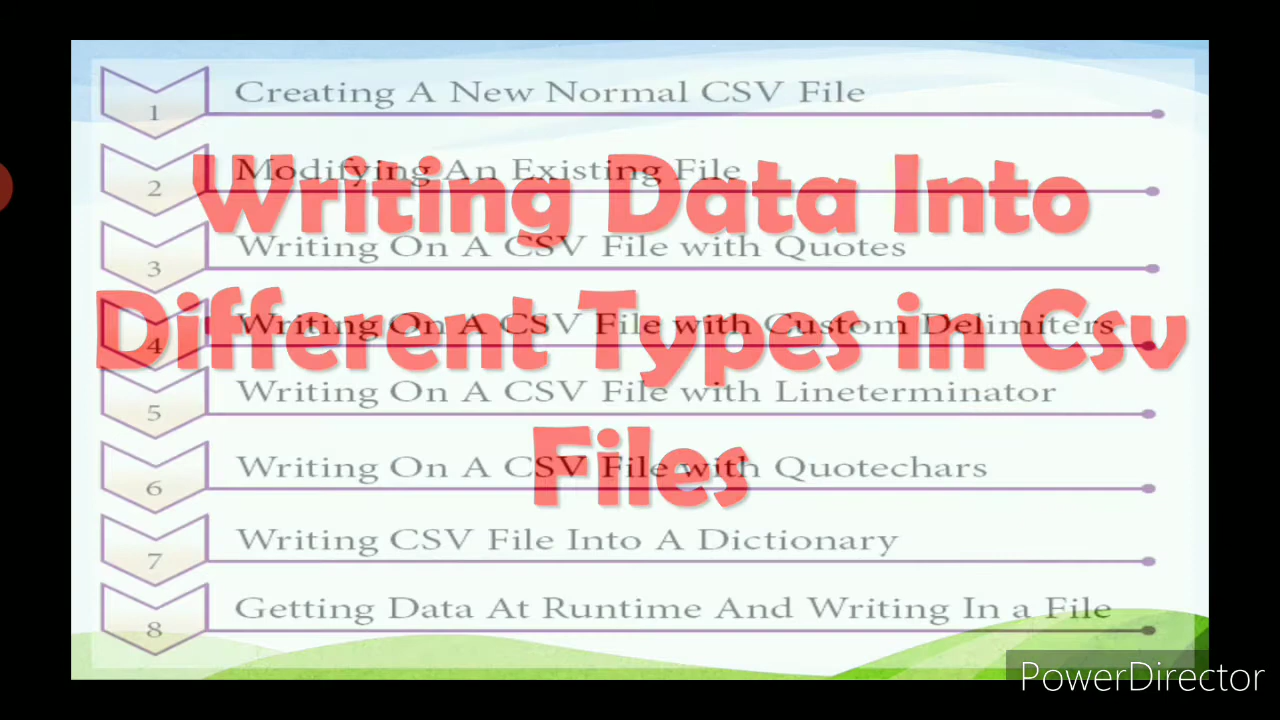 Writing Data Into
Different Types in Csv
Files
1 Creating A New Normal CSV File
2 Modifying An Existing File
3 Writing On A CSV File with Quotes
4 Writing On A CSV File with Custom Delimiters
5 Writing On A CSV File with Lineterminator
6 Writing On A CSV File with Quotechars
7 Writing CSV File Into A Dictionary
8 Getting Data At Runtime And Writing In a File
PowerDirector